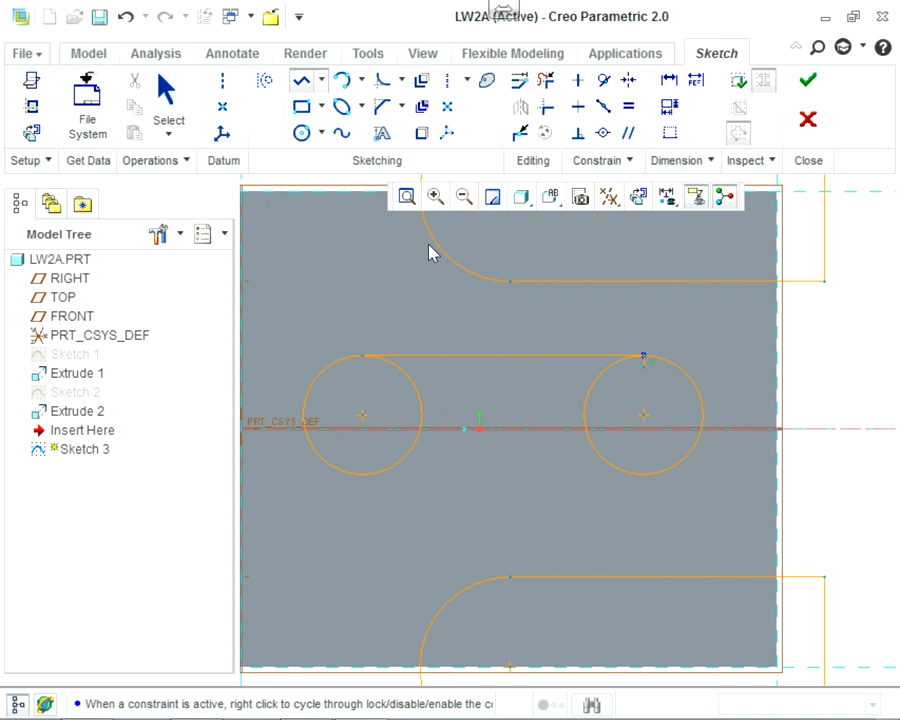 LW2A (Active) - Creo Parametric 2.0
File Model Analysis Annotate Render Tools View Flexible Modeling Applications Sketch
File System
Select
Setup Get Data Operations Datum Sketching Editing Constrain Dimension Inspect Close
Model Tree
LW2A.PRT
RIGHT
TOP
FRONT
PRT_CSYS_DEF
Sketch 1
Extrude 1
Sketch 2
Extrude 2
Insert Here
Sketch 3
PRT_CSYS_DEF
When a constraint is active, right click to cycle through lock/disable/enable the c